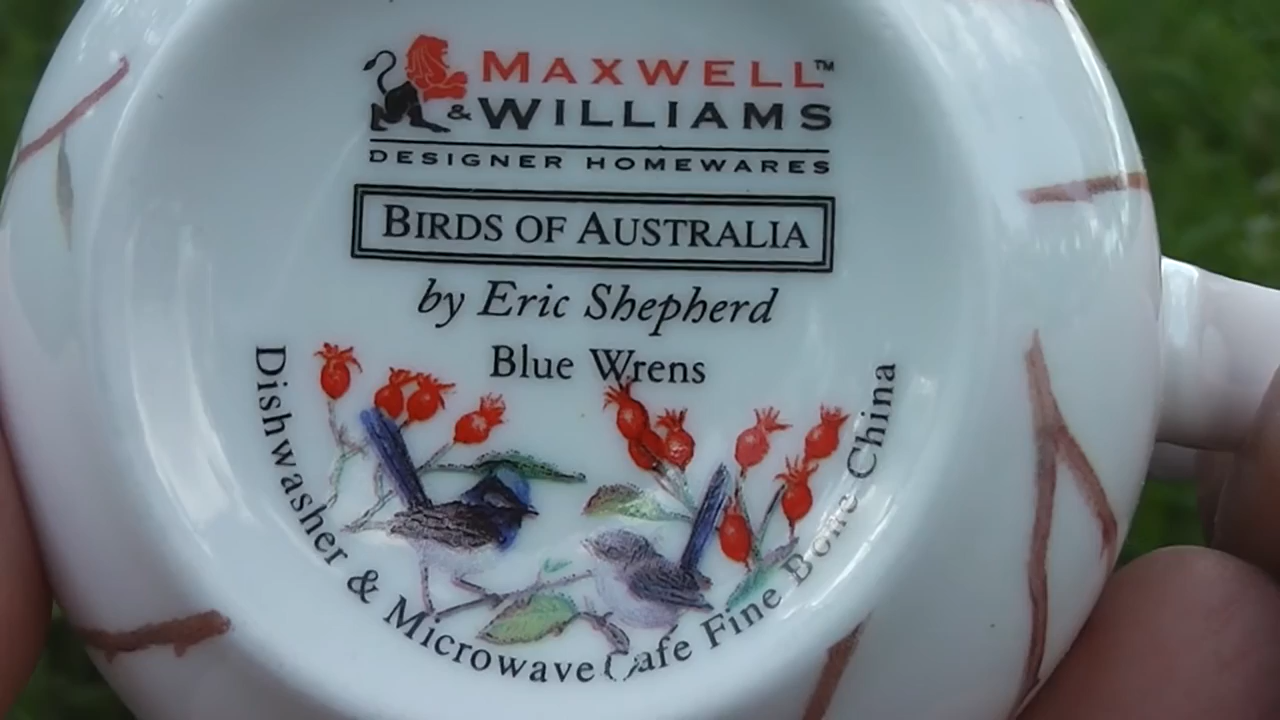 MAXWELL™
& WILLIAMS
DESIGNER HOMEWARES
BIRDS OF AUSTRALIA
by Eric Shepherd
Blue Wrens
Dishwasher & Microwave Cafe Fine Bone China